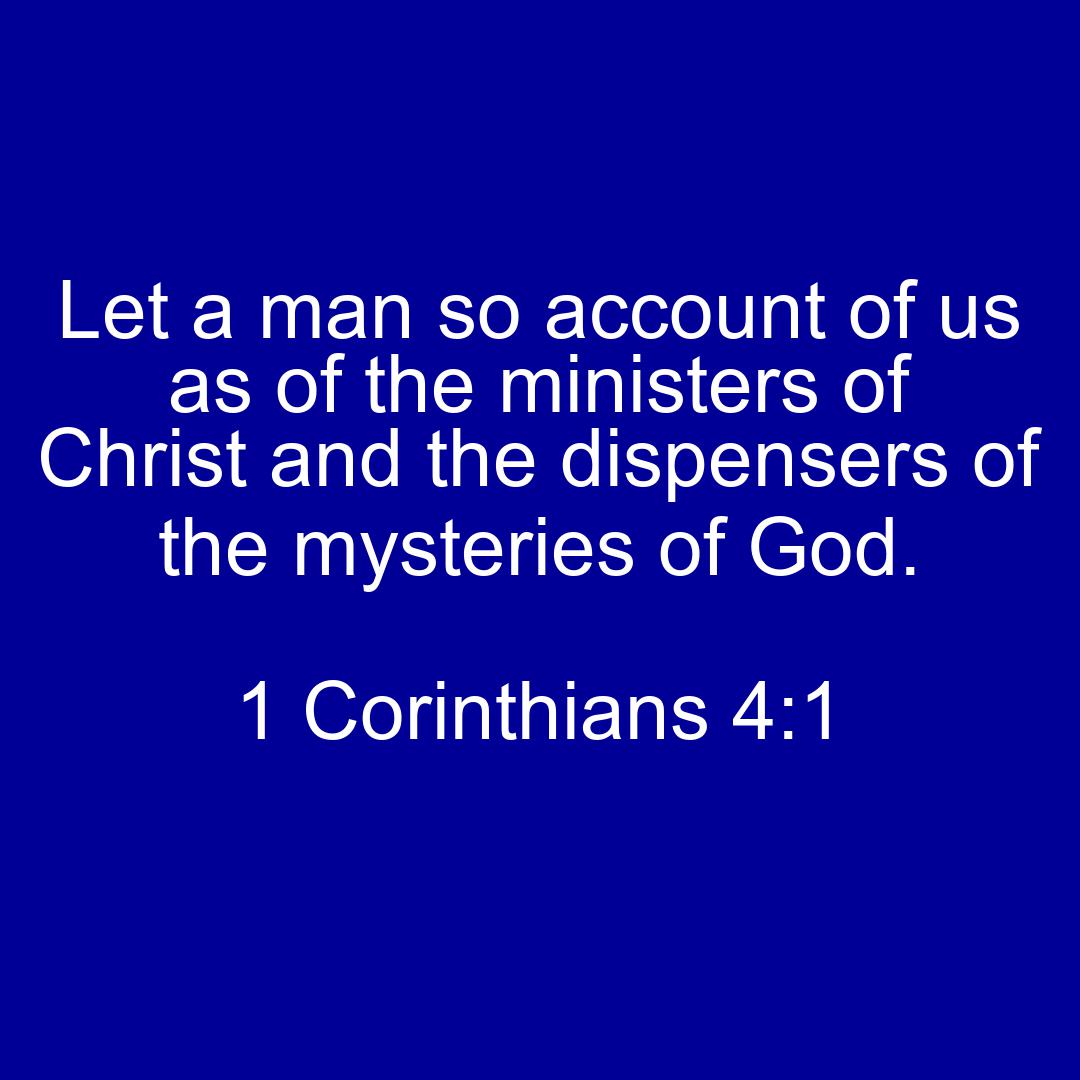 Let a man so account of us
as of the ministers of
Christ and the dispensers of
the mysteries of God.
1 Corinthians 4:1